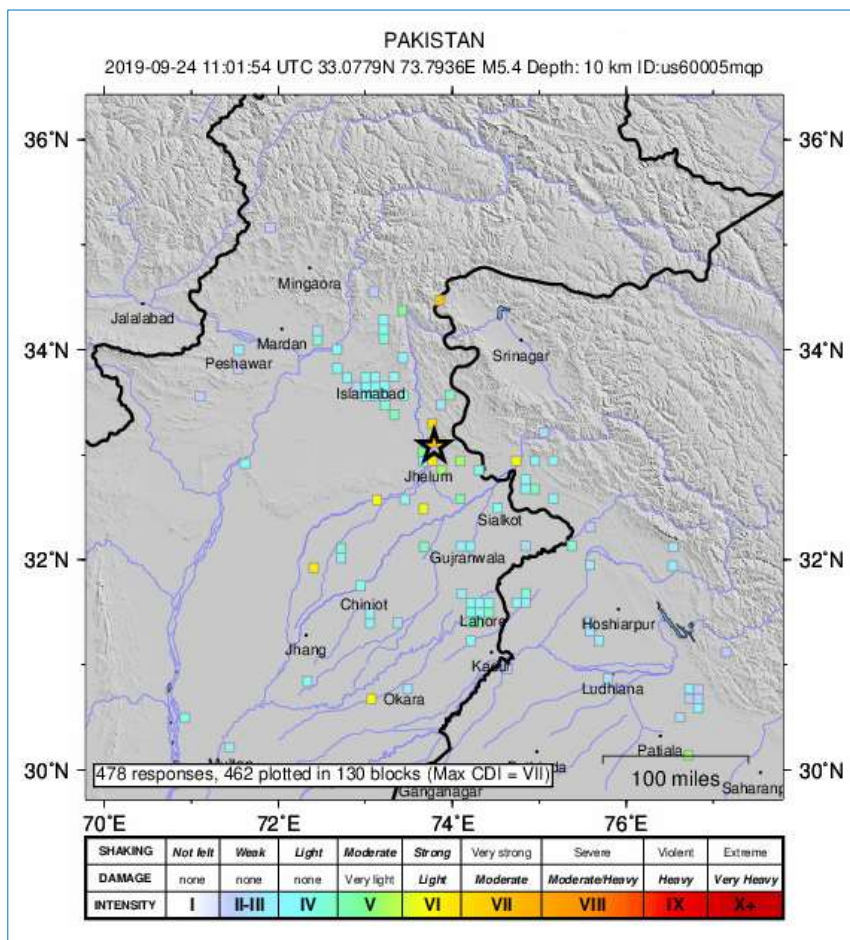 PAKISTAN
2019-09-24 11:01:54 UTC 33.0779N 73.7936E M5.4 Depth: 10 km ID:us60005mqp
36°N
36°N
Mingaora
Jalalabad
Mardan
Srinagar
34°N
34°N
Peshawar
Islamabad
Jhelum
Sialkot
32°N
Gujranwala
32°N
Chiniot
Lahore
Hoshiarpur
Jhang
Kasur
Okara
Ludhiana
Patiala
30°N
478 responses, 462 plotted in 130 blocks (Max CDI = VII)
100 miles
30°N
Ganganagar
70°E
72°E
74°E
76°E
SHAKING Not felt Weak Light Moderate Strong Very strong Severe Violent Extreme
DAMAGE none none none Very light Light Moderate Moderate/Heavy Heavy Very Heavy
INTENSITY I II-III IV V VI VII VIII IX X+